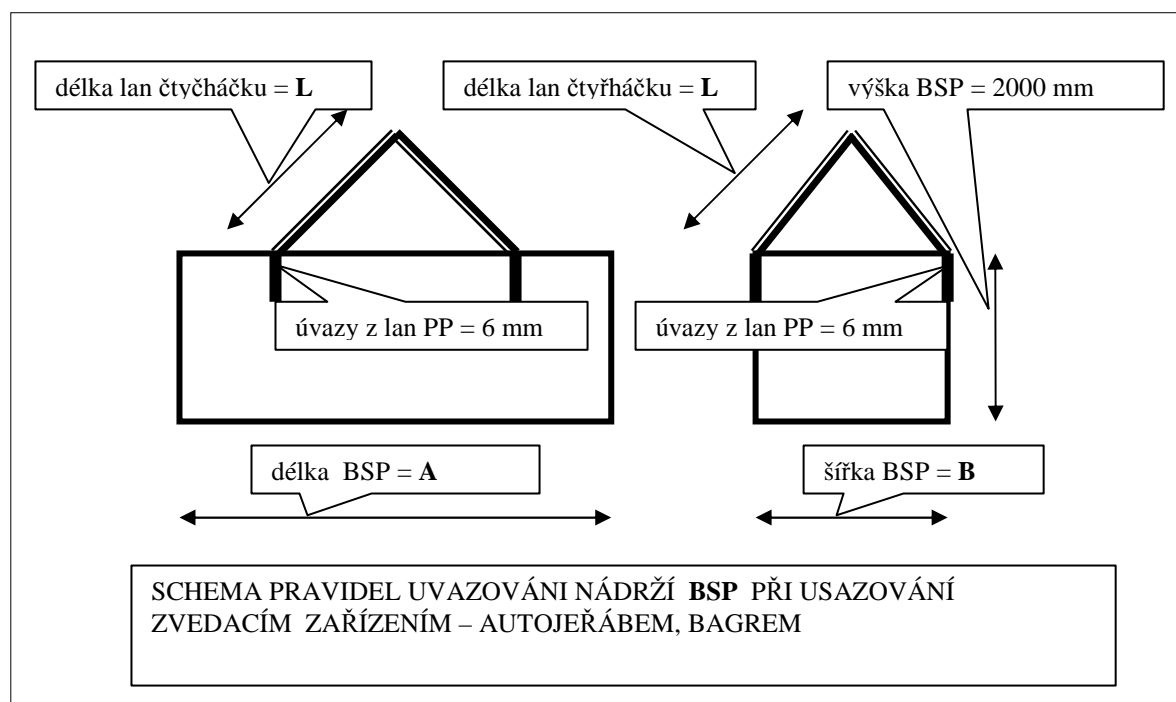 délka lan čtyčháčku = L
délka lan čtyřháčku = L
výška BSP = 2000 mm
úvazy z lan PP = 6 mm
úvazy z lan PP = 6 mm
délka  BSP = A
šířka BSP = B
SCHEMA PRAVIDEL UVAZOVÁNI NÁDRŽÍ  BSP  PŘI USAZOVÁNÍ
ZVEDACÍM  ZAŘÍZENÍM – AUTOJEŘÁBEM, BAGREM